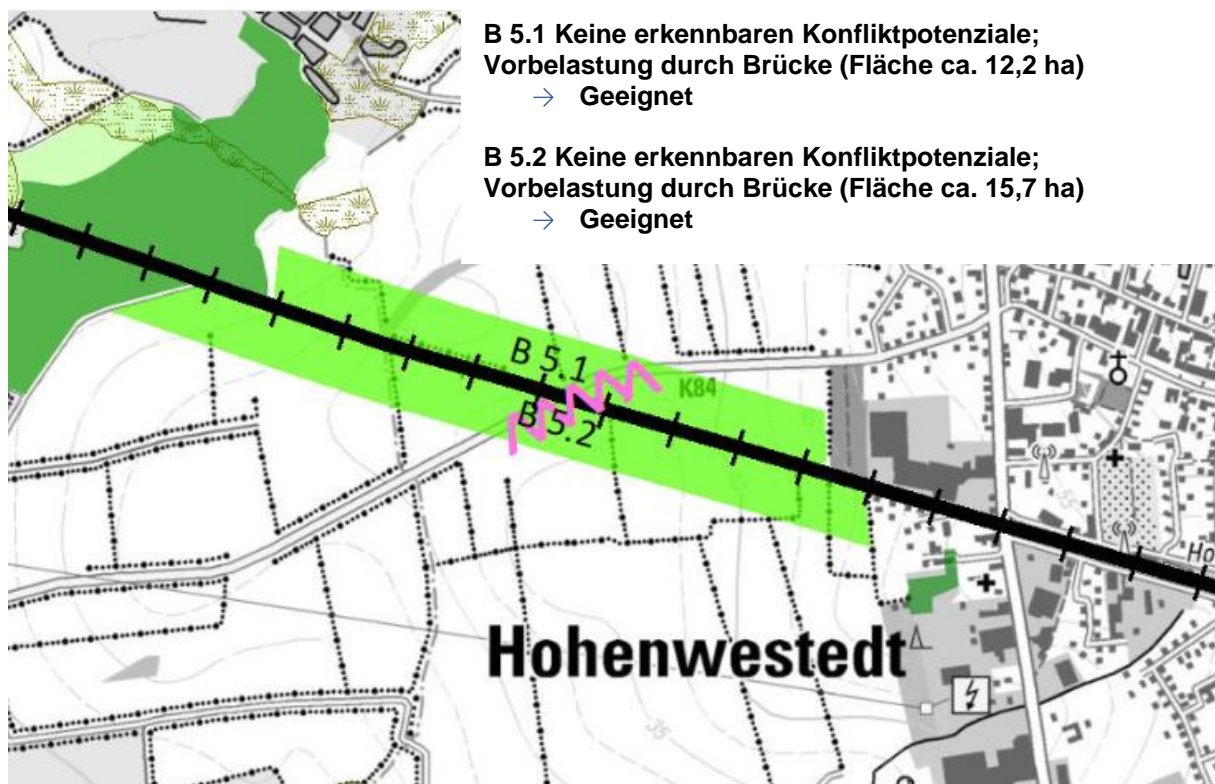 B 5.1 Keine erkennbaren Konfliktpotenziale;
Vorbelastung durch Brücke (Fläche ca. 12,2 ha)
→ Geeignet
B 5.2 Keine erkennbaren Konfliktpotenziale;
Vorbelastung durch Brücke (Fläche ca. 15,7 ha)
→ Geeignet
B 5.1
K84
B 5.2
Ho
Hohenwestedt
35